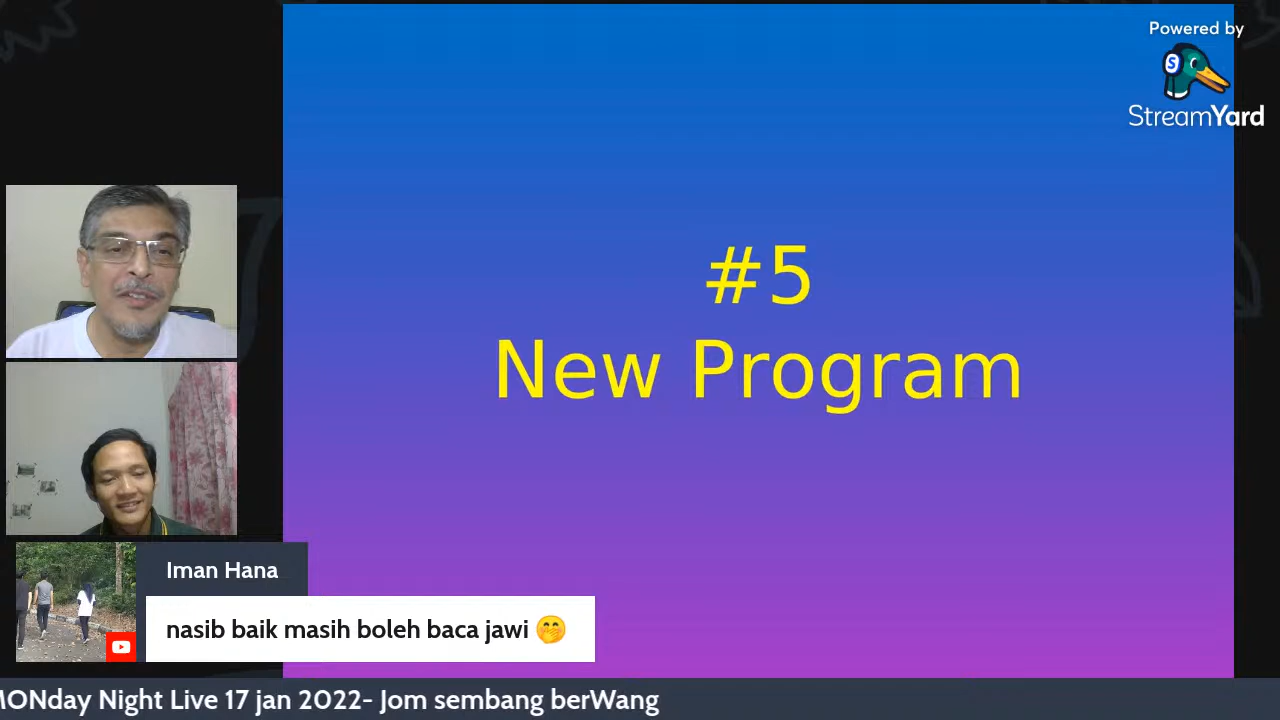 Powered by
StreamYard
#5
New Program
Iman Hana
nasib baik masih boleh baca jawi 🤭
MONday Night Live 17 jan 2022- Jom sembang berWang